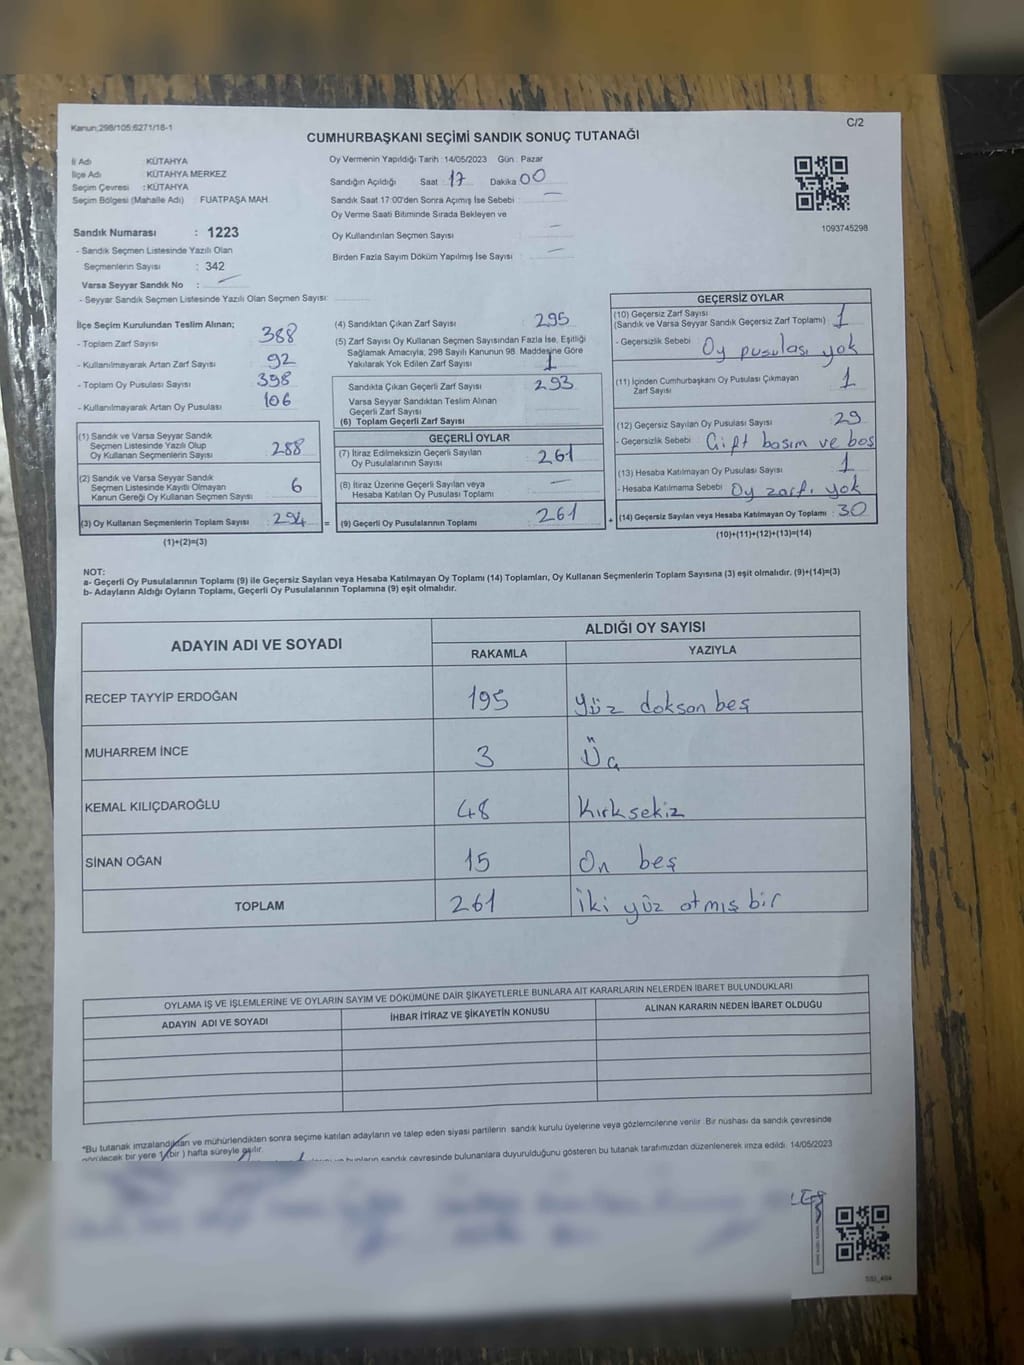 Kanun;298/105;6271/18-1
C/2
CUMHURBAŞKANI SEÇİMİ SANDIK SONUÇ TUTANAĞI
İl Adı : KÜTAHYA
İlçe Adı : KÜTAHYA MERKEZ
Seçim Çevresi : KÜTAHYA
Seçim Bölgesi (Mahalle Adı) FUATPAŞA MAH.
Sandık Numarası : 1223
- Sandık Seçmen Listesinde Yazılı Olan
Seçmenlerin Sayısı : 342
Varsa Seyyar Sandık No :
- Seyyar Sandık Seçmen Listesinde Yazılı Olan Seçmen Sayısı:
Oy Vermenin Yapıldığı Tarih : 14/05/2023 Gün : Pazar
Sandığın Açıldığı Saat : 17 Dakika 00
Sandık Saat 17:00'den Sonra Açımış İse Sebebi :
Oy Verme Saati Bitiminde Sırada Bekleyen ve
Oy Kullandırılan Seçmen Sayısı
Birden Fazla Sayım Döküm Yapılmış İse Sayısı :
1093745298
İlçe Seçim Kurulundan Teslim Alınan;
- Toplam Zarf Sayısı 388
- Kullanılmayarak Artan Zarf Sayısı 92
- Toplam Oy Pusulası Sayısı 398
- Kullanılmayarak Artan Oy Pusulası 106
(1) Sandık ve Varsa Seyyar Sandık
Seçmen Listesinde Yazılı Olup
Oy Kullanan Seçmenlerin Sayısı 288
(2) Sandık ve Varsa Seyyar Sandık
Seçmen Listesinde Kayıtlı Olmayan
Kanun Gereği Oy Kullanan Seçmen Sayısı 6
(3) Oy Kullanan Seçmenlerin Toplam Sayısı : 294 =
(1)+(2)=(3)
(4) Sandıktan Çıkan Zarf Sayısı : 295
(5) Zarf Sayısı Oy Kullanan Seçmen Sayısından Fazla İse, Eşitliği
Sağlamak Amacıyla, 298 Sayılı Kanunun 98. Maddesine Göre
Yakılarak Yok Edilen Zarf Sayısı 1
Sandıkta Çıkan Geçerli Zarf Sayısı : 293
Varsa Seyyar Sandıktan Teslim Alınan
Geçerli Zarf Sayısı
(6) Toplam Geçerli Zarf Sayısı
GEÇERLİ OYLAR
(7) İtiraz Edilmeksizin Geçerli Sayılan
Oy Pusulalarının Sayısı : 261
(8) İtiraz Üzerine Geçerli Sayılan veya
Hesaba Katılan Oy Pusulası Toplamı
(9) Geçerli Oy Pusulalarının Toplamı : 261 +
GEÇERSİZ OYLAR
(10) Geçersiz Zarf Sayısı
(Sandık ve Varsa Seyyar Sandık Geçersiz Zarf Toplamı) 1
- Geçersizlik Sebebi : Oy pusulası yok
(11) İçinden Cumhurbaşkanı Oy Pusulası Çıkmayan
Zarf Sayısı 1
(12) Geçersiz Sayılan Oy Pusulası Sayısı : 29
- Geçersizlik Sebebi : Çift basım ve boş
(13) Hesaba Katılmayan Oy Pusulası Sayısı : 1
- Hesaba Katılmama Sebebi : Oy zarfı yok
(14) Geçersiz Sayılan veya Hesaba Katılmayan Oy Toplamı : 30
(10)+(11)+(12)+(13)=(14)
NOT:
a- Geçerli Oy Pusulalarının Toplamı (9) ile Geçersiz Sayılan veya Hesaba Katılmayan Oy Toplamı (14) Toplamları, Oy Kullanan Seçmenlerin Toplam Sayısına (3) eşit olmalıdır. (9)+(14)=(3)
b- Adayların Aldığı Oyların Toplamı, Geçerli Oy Pusulalarının Toplamına (9) eşit olmalıdır.
ADAYIN ADI VE SOYADI
ALDIĞI OY SAYISI
RAKAMLA YAZIYLA
RECEP TAYYİP ERDOĞAN 195 Yüz doksan beş
MUHARREM İNCE 3 Üç
KEMAL KILIÇDAROĞLU 48 Kırksekiz
SİNAN OĞAN 15 On beş
TOPLAM 261 iki yüz atmış bir
OYLAMA İŞ VE İŞLEMLERİNE VE OYLARIN SAYIM VE DÖKÜMÜNE DAİR ŞİKAYETLERLE BUNLARA AİT KARARLARIN NELERDEN İBARET BULUNDUKLARI
ADAYIN ADI VE SOYADI İHBAR İTİRAZ VE ŞİKAYETİN KONUSU ALINAN KARARIN NEDEN İBARET OLDUĞU
*Bu tutanak imzalandıktan ve mühürlendikten sonra seçime katılan adayların ve talep eden siyasi partilerin sandık kurulu üyelerine veya gözlemcilerine verilir. Bir nüshası da sandık çevresinde
görülecek bir yere 1 (bir ) hafta süreyle asılır.
bunların sandık çevresinde bulunanlara duyurulduğunu gösteren bu tutanak tarafımızdan düzenlenerek imza edildi. 14/05/2023